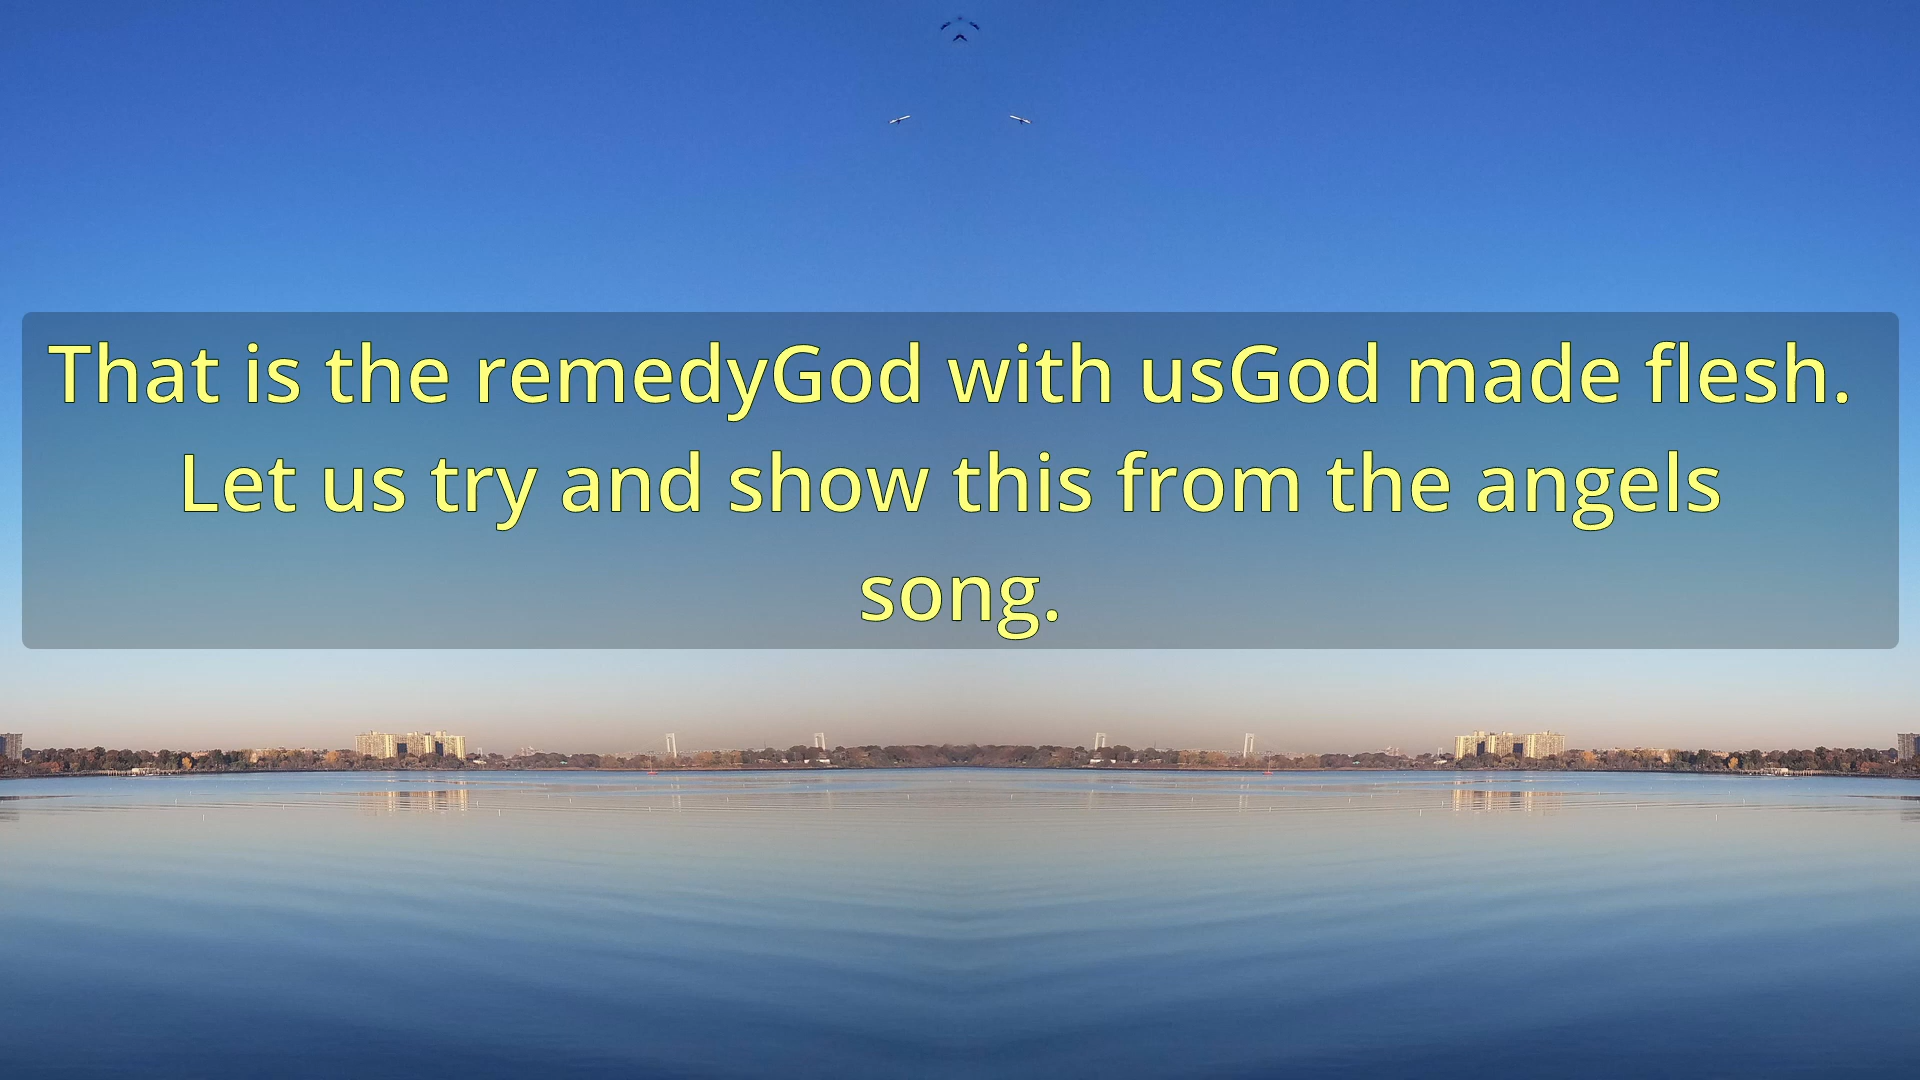 That is the remedyGod with usGod made flesh.
Let us try and show this from the angels
song.